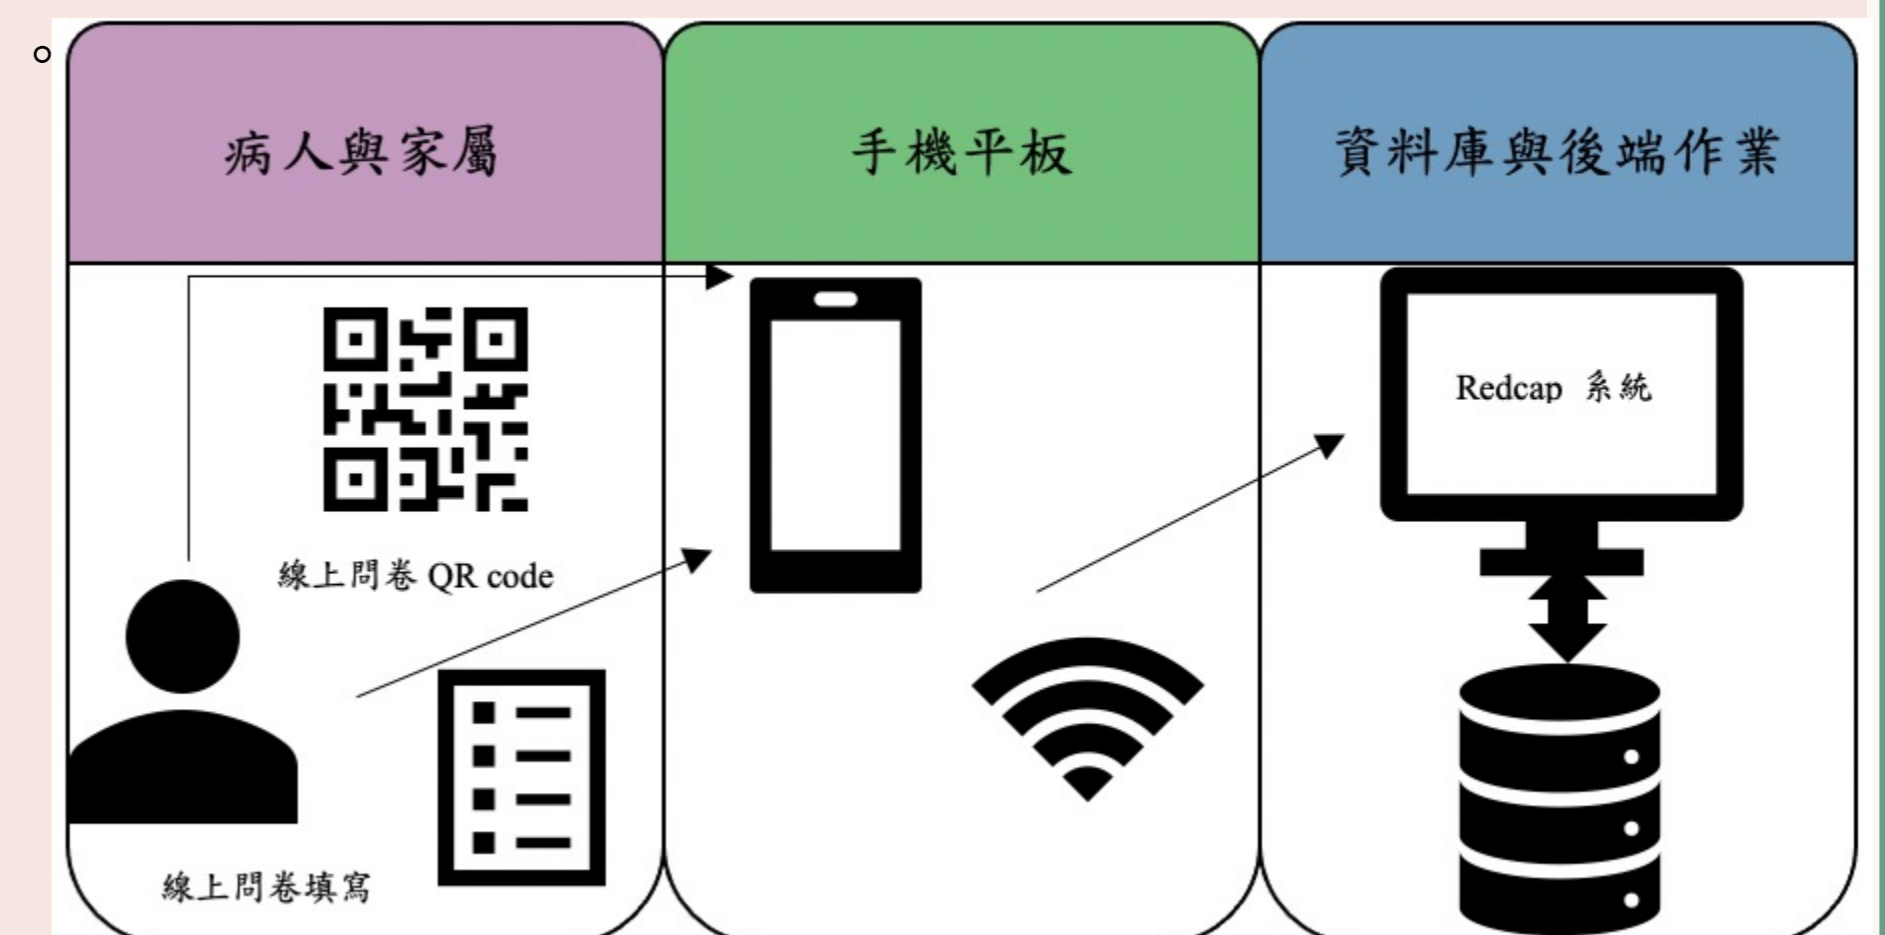 病人與家屬
手機平板
資料庫與後端作業
線上問卷 QR code
線上問卷填寫
Redcap 系統